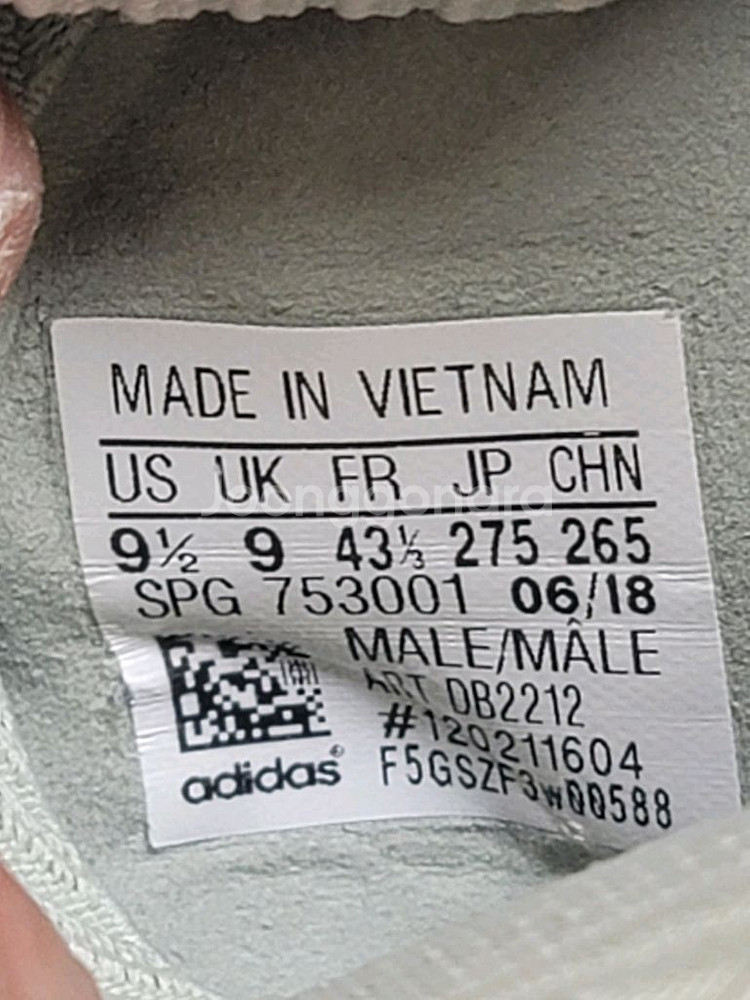 MADE IN VIETNAM
US UK FR JP CHN
9½ 9 43⅓ 275 265
SPG 753001 06/18
MALE/MÂLE
ART DB2212
#120211604
F5GSZF3W00588
adidas®
Joonggonara